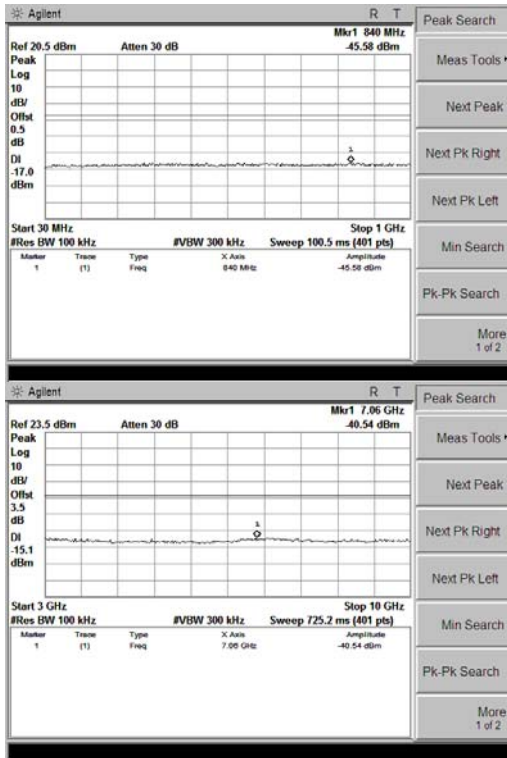 Agilent R T Peak Search
Mkr1 840 MHz
Ref 20.5 dBm Atten 30 dB -45.58 dBm
Peak
Log
10
dB/
Offst
0.5
dB
DI
-17.0
dBm
1
Start 30 MHz Stop 1 GHz
#Res BW 100 kHz #VBW 300 kHz Sweep 100.5 ms (401 pts)
Marker Trace Type X Axis Amplitude
1 (1) Freq 840 MHz -45.58 dBm
Meas Tools
Next Peak
Next Pk Right
Next Pk Left
Min Search
Pk-Pk Search
More
1 of 2
Agilent R T Peak Search
Mkr1 7.06 GHz
Ref 23.5 dBm Atten 30 dB -40.54 dBm
Peak
Log
10
dB/
Offst
3.5
dB
DI
-15.1
dBm
1
Start 3 GHz Stop 10 GHz
#Res BW 100 kHz #VBW 300 kHz Sweep 725.2 ms (401 pts)
Marker Trace Type X Axis Amplitude
1 (1) Freq 7.06 GHz -40.54 dBm
Meas Tools
Next Peak
Next Pk Right
Next Pk Left
Min Search
Pk-Pk Search
More
1 of 2